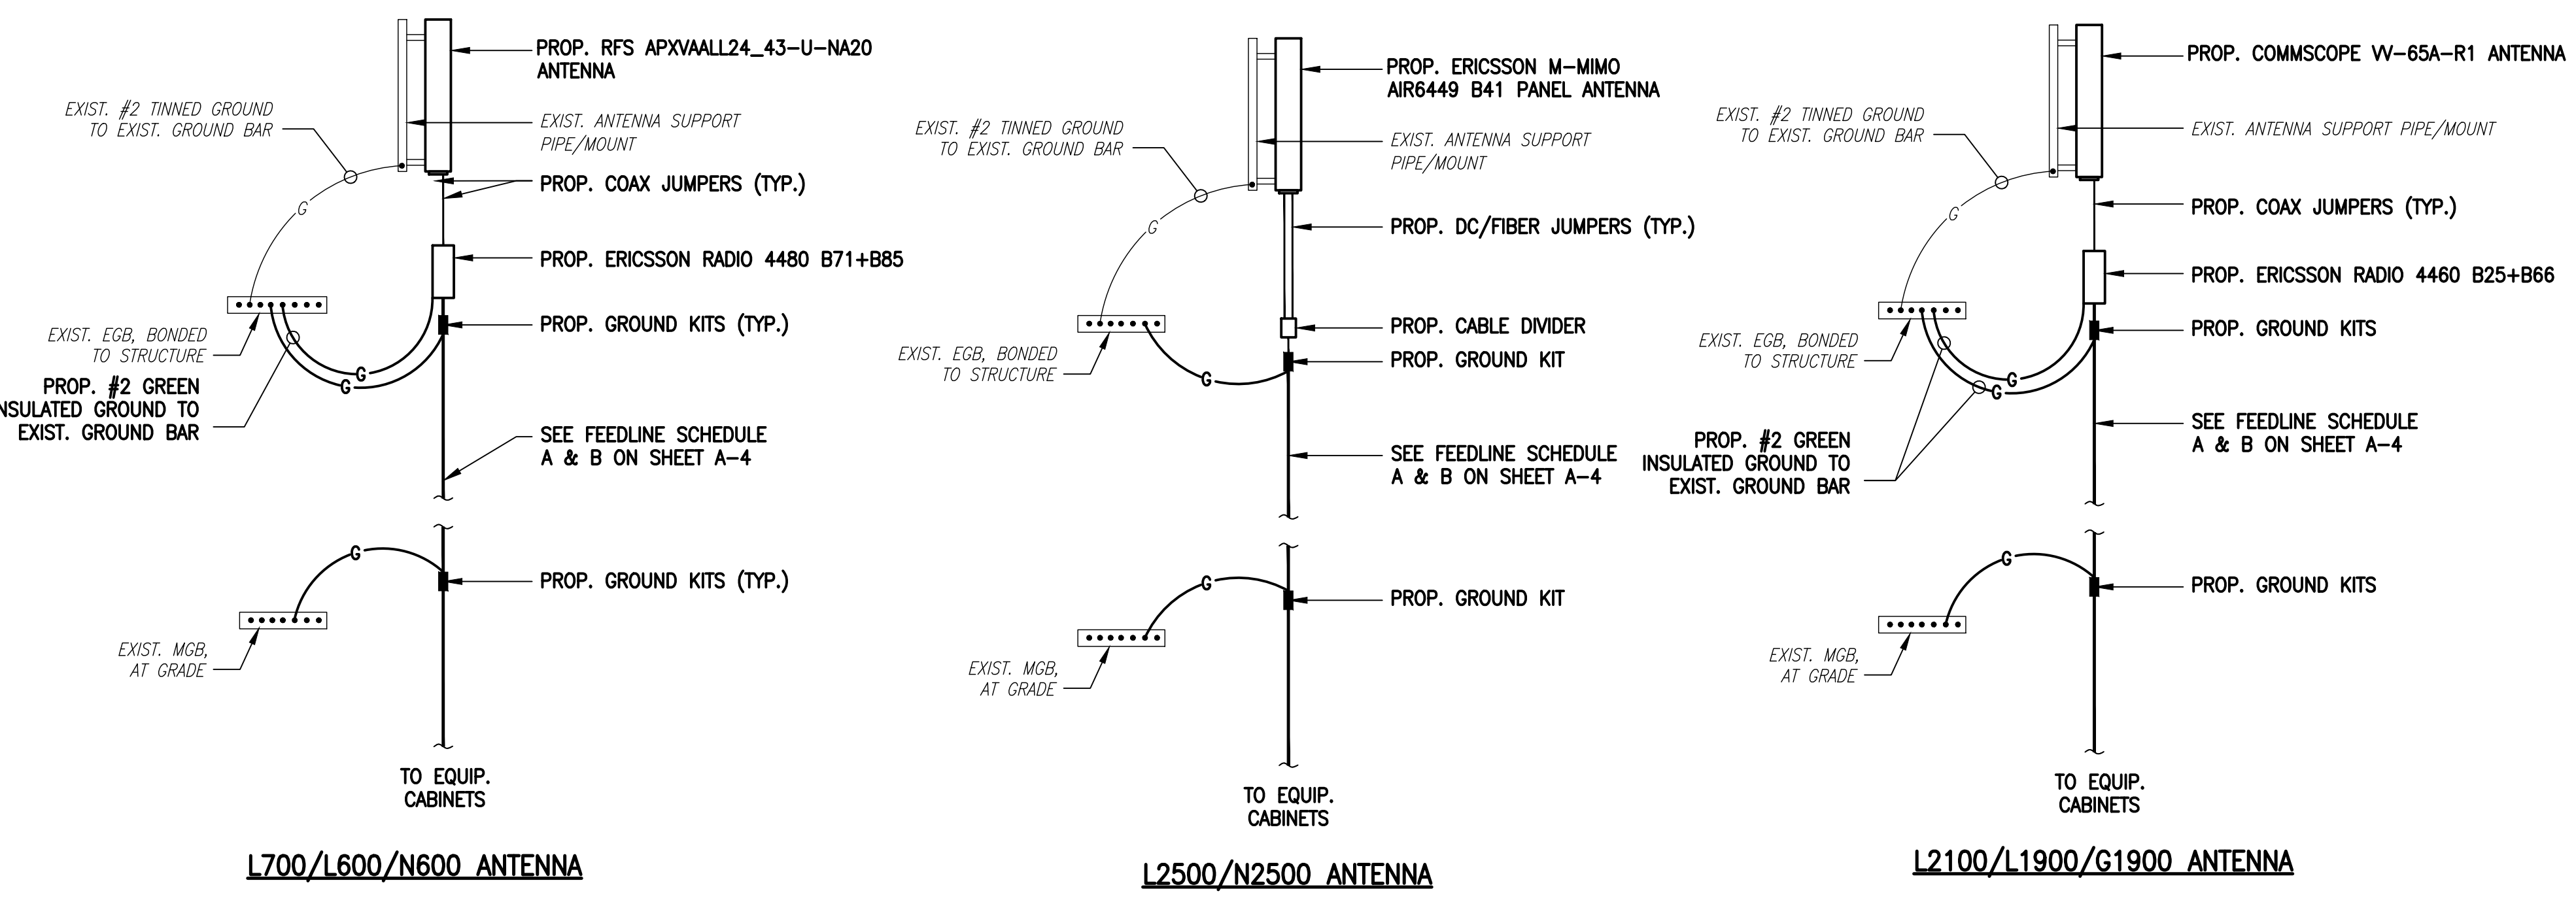 PROP. RFS APXVAALL24_43-U-NA20
ANTENNA
EXIST. #2 TINNED GROUND
TO EXIST. GROUND BAR
EXIST. ANTENNA SUPPORT
PIPE/MOUNT
PROP. COAX JUMPERS (TYP.)
G
PROP. ERICSSON RADIO 4480 B71+B85
EXIST. EGB, BONDED
TO STRUCTURE
PROP. GROUND KITS (TYP.)
G
G
PROP. #2 GREEN
NSULATED GROUND TO
EXIST. GROUND BAR
SEE FEEDLINE SCHEDULE
A & B ON SHEET A-4
G
PROP. GROUND KITS (TYP.)
EXIST. MGB,
AT GRADE
TO EQUIP.
CABINETS
L700/L600/N600 ANTENNA
PROP. ERICSSON M-MIMO
AIR6449 B41 PANEL ANTENNA
EXIST. #2 TINNED GROUND
TO EXIST. GROUND BAR
EXIST. ANTENNA SUPPORT
PIPE/MOUNT
G
PROP. DC/FIBER JUMPERS (TYP.)
PROP. CABLE DIVIDER
EXIST. EGB, BONDED
TO STRUCTURE
PROP. GROUND KIT
G
SEE FEEDLINE SCHEDULE
A & B ON SHEET A-4
G
PROP. GROUND KIT
EXIST. MGB,
AT GRADE
TO EQUIP.
CABINETS
L2500/N2500 ANTENNA
PROP. COMMSCOPE VV-65A-R1 ANTENNA
EXIST. #2 TINNED GROUND
TO EXIST. GROUND BAR
EXIST. ANTENNA SUPPORT PIPE/MOUNT
PROP. COAX JUMPERS (TYP.)
G
PROP. ERICSSON RADIO 4460 B25+B66
EXIST. EGB, BONDED
TO STRUCTURE
PROP. GROUND KITS
G
G
SEE FEEDLINE SCHEDULE
A & B ON SHEET A-4
PROP. #2 GREEN
INSULATED GROUND TO
EXIST. GROUND BAR
G
PROP. GROUND KITS
EXIST. MGB,
AT GRADE
TO EQUIP.
CABINETS
L2100/L1900/G1900 ANTENNA